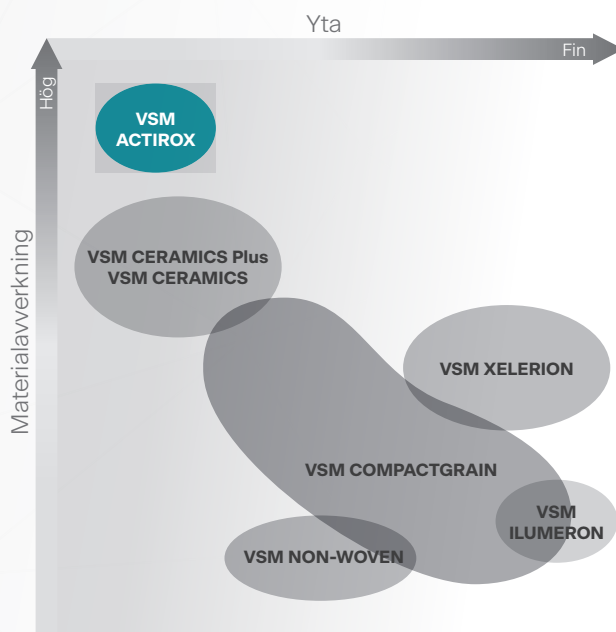 Yta
Fin
Hög
Materialavverkning
VSM
ACTIROX
VSM CERAMICS Plus
VSM CERAMICS
VSM XELERION
VSM COMPACTGRAIN
VSM
ILUMERON
VSM NON-WOVEN